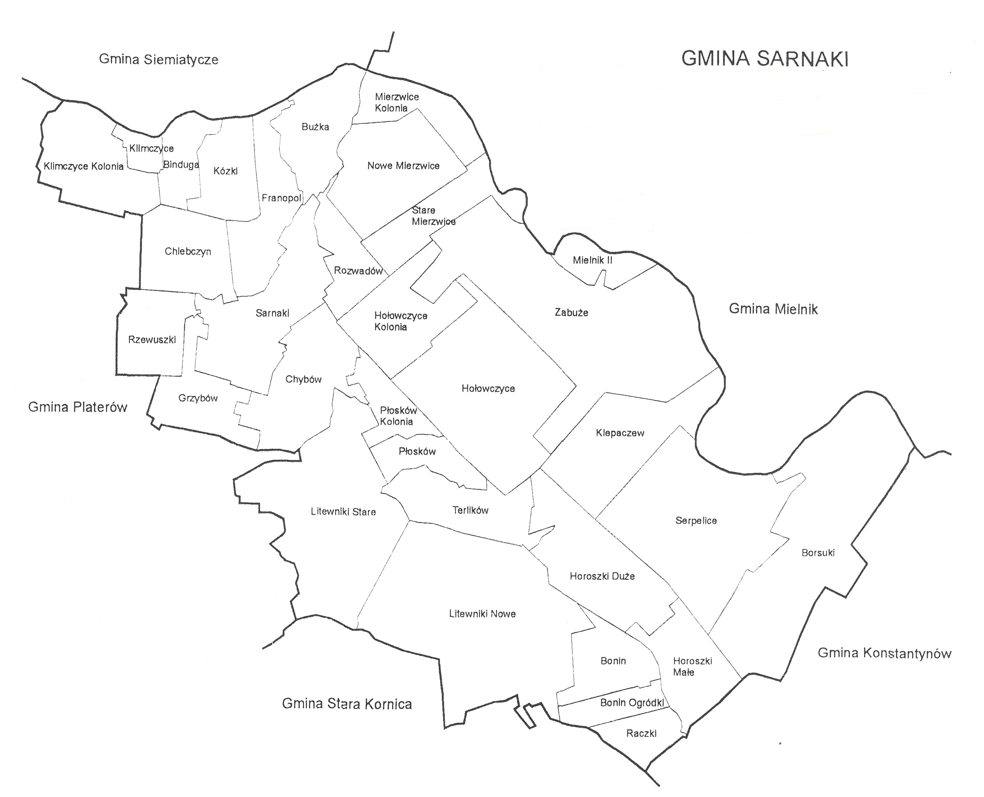 GMINA SARNAKI
Gmina Siemiatycze
Mierzwice
Kolonia
Bużka
Klimczyce
Klimczyce Kolonia
Binduga
Kózki
Nowe Mierzwice
Franopol
Stare
Mierzwice
Chlebczyn
Rozwadów
Mielnik II
Gmina Mielnik
Sarnaki
Hołowczyce
Kolonia
Zabuże
Rzewuszki
Chybów
Hołowczyce
Grzybów
Gmina Platerów
Płosków
Kolonia
Klepaczew
Płosków
Litewniki Stare
Terlików
Serpelice
Borsuki
Horoszki Duże
Litewniki Nowe
Gmina Konstantynów
Bonin
Horoszki
Małe
Gmina Stara Kornica
Bonin Ogródki
Raczki